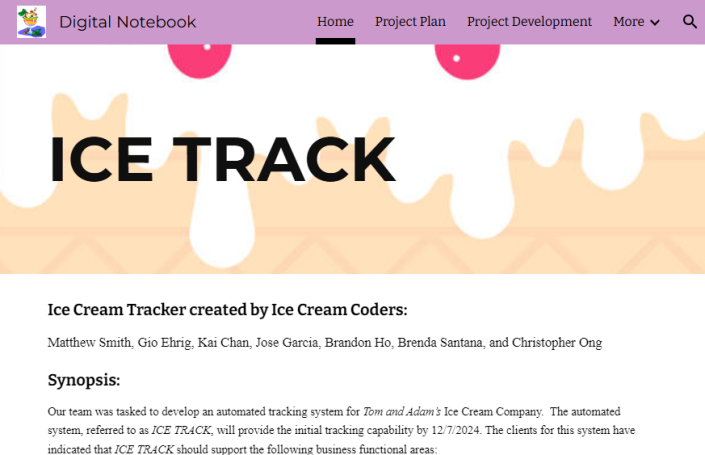 Digital Notebook
Home Project Plan Project Development More
ICE TRACK
Ice Cream Tracker created by Ice Cream Coders:
Matthew Smith, Gio Ehrig, Kai Chan, Jose Garcia, Brandon Ho, Brenda Santana, and Christopher Ong
Synopsis:
Our team was tasked to develop an automated tracking system for Tom and Adam's Ice Cream Company. The automated
system, referred to as ICE TRACK, will provide the initial tracking capability by 12/7/2024. The clients for this system have
indicated that ICE TRACK should support the following business functional areas: